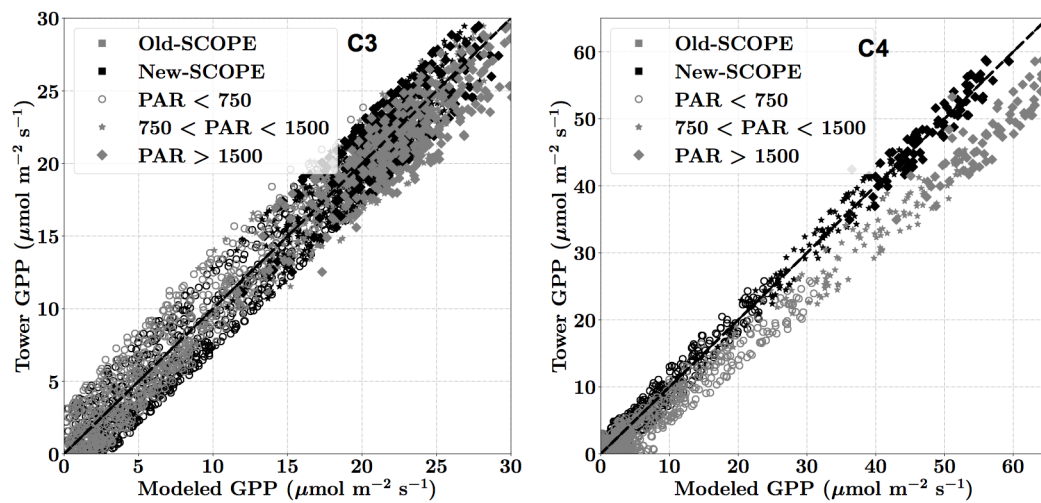 30
25
20
15
10
5
0
Tower GPP (μmol m⁻² s⁻¹)
Old-SCOPE
New-SCOPE
PAR < 750
750 < PAR < 1500
PAR > 1500
C3
0 5 10 15 20 25 30
Modeled GPP (μmol m⁻² s⁻¹)
60
50
40
30
20
10
0
Tower GPP (μmol m⁻² s⁻¹)
Old-SCOPE
New-SCOPE
PAR < 750
750 < PAR < 1500
PAR > 1500
C4
0 10 20 30 40 50 60
Modeled GPP (μmol m⁻² s⁻¹)